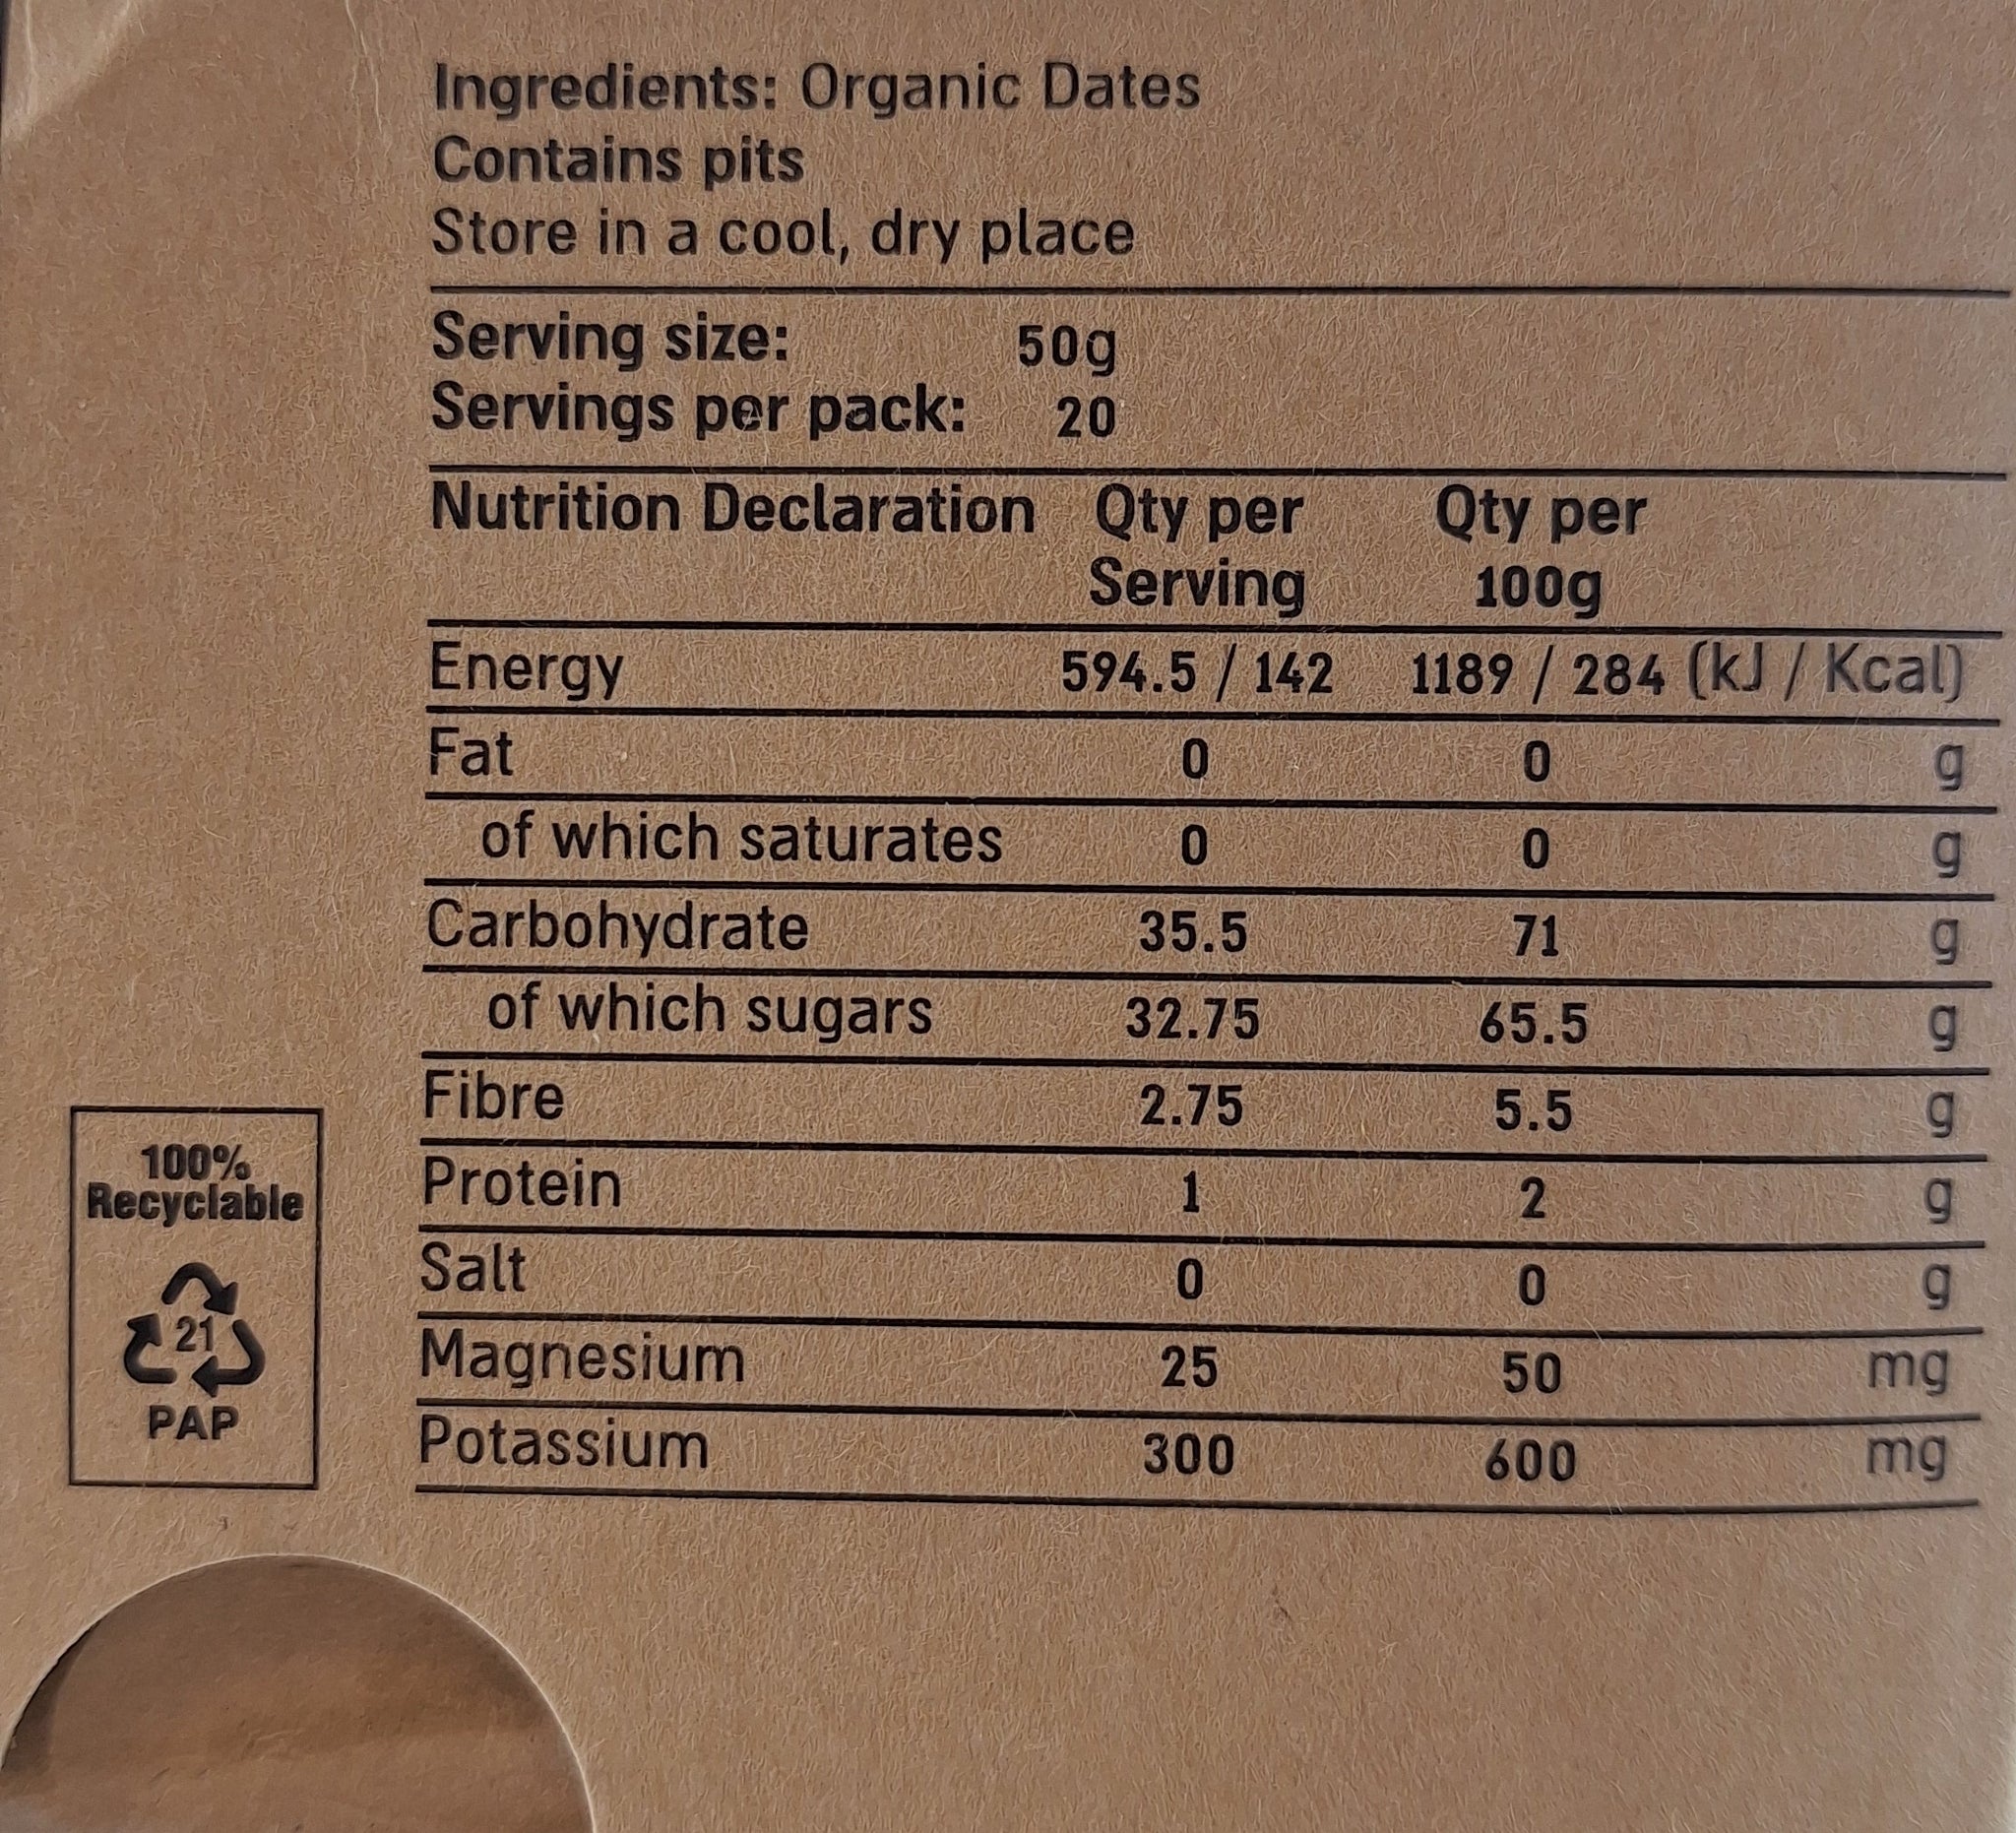 Ingredients: Organic Dates
Contains pits
Store in a cool, dry place
Serving size: 50g
Servings per pack: 20
Nutrition Declaration Qty per Serving Qty per 100g
Energy 594.5 / 142 1189 / 284 (kJ / Kcal)
Fat 0 0 g
of which saturates 0 0 g
Carbohydrate 35.5 71 g
of which sugars 32.75 65.5 g
Fibre 2.75 5.5 g
Protein 1 2 g
Salt 0 0 g
Magnesium 25 50 mg
Potassium 300 600 mg
100%
Recyclable
21
PAP